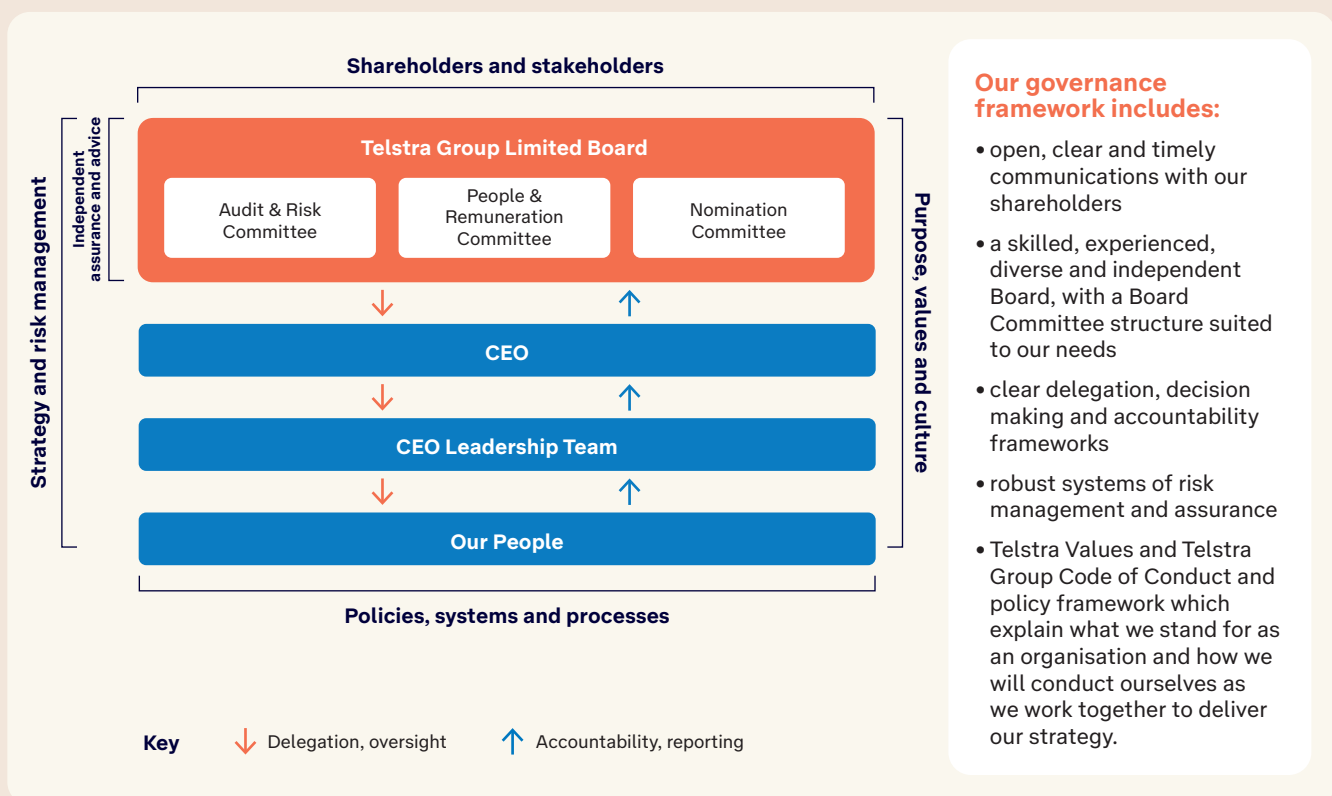 Shareholders and stakeholders
Strategy and risk management
Independent
assurance and advice
Telstra Group Limited Board
Audit & Risk
Committee
People &
Remuneration
Committee
Nomination
Committee
CEO
CEO Leadership Team
Our People
Purpose, values and culture
Policies, systems and processes
Key
Delegation, oversight
Accountability, reporting
Our governance
framework includes:
• open, clear and timely
communications with our
shareholders
• a skilled, experienced,
diverse and independent
Board, with a Board
Committee structure suited
to our needs
• clear delegation, decision
making and accountability
frameworks
• robust systems of risk
management and assurance
• Telstra Values and Telstra
Group Code of Conduct and
policy framework which
explain what we stand for as
an organisation and how we
will conduct ourselves as
we work together to deliver
our strategy.